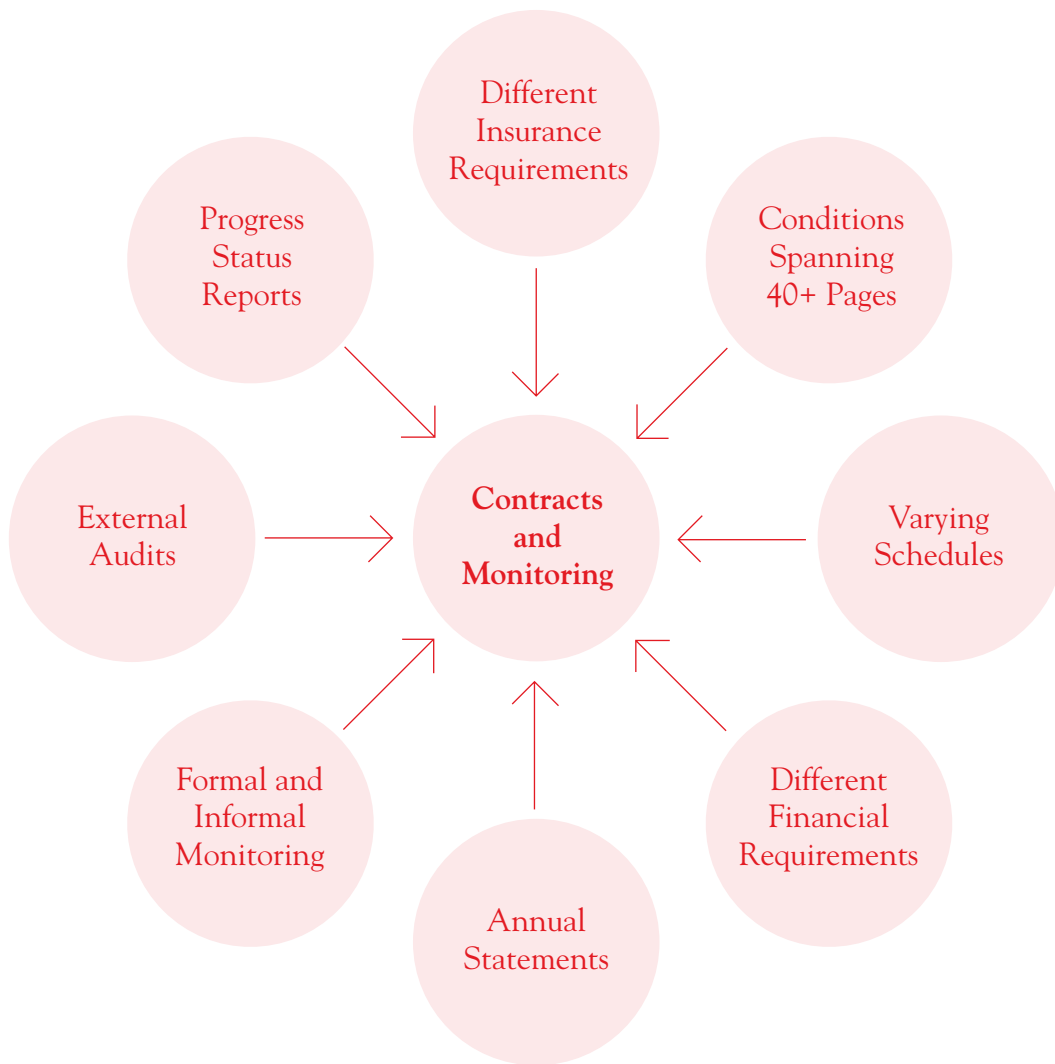 Different
Insurance
Requirements
Conditions
Spanning
40+ Pages
Varying
Schedules
Different
Financial
Requirements
Annual
Statements
Formal and
Informal
Monitoring
External
Audits
Progress
Status
Reports
Contracts
and
Monitoring